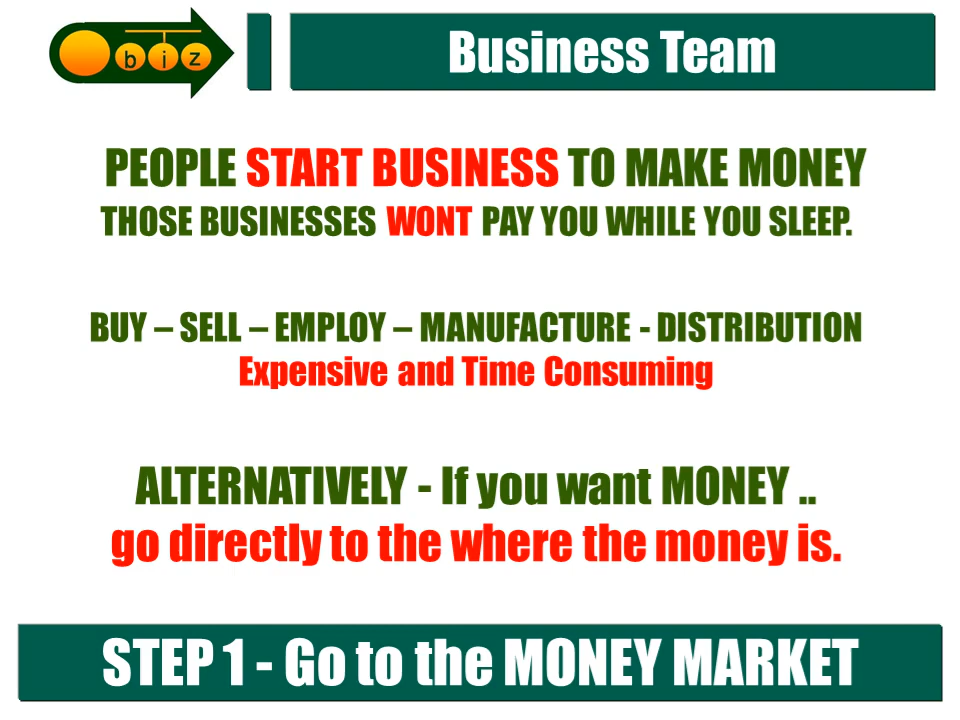 biz
Business Team
PEOPLE START BUSINESS TO MAKE MONEY
THOSE BUSINESSES WONT PAY YOU WHILE YOU SLEEP.
BUY – SELL – EMPLOY – MANUFACTURE - DISTRIBUTION
Expensive and Time Consuming
ALTERNATIVELY - If you want MONEY ..
go directly to the where the money is.
STEP 1 - Go to the MONEY MARKET